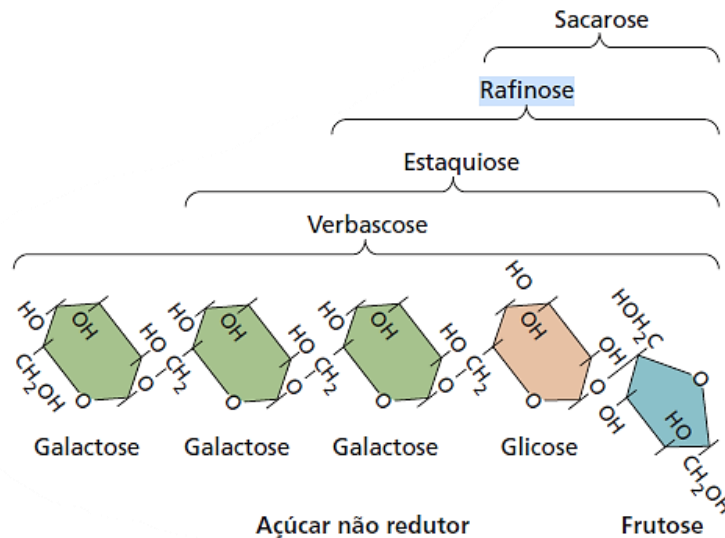 Sacarose
Rafinose
Estaquiose
Verbascose
HO
OH
HO
CH₂OH
O
O
CH₂
HO
OH
HO
O
O
CH₂
HO
OH
HO
O
O
CH₂
HO
OH
OH
O
O
HOH₂C
O
OH
HO
CH₂OH
Galactose Galactose Galactose Glicose
Açúcar não redutor Frutose